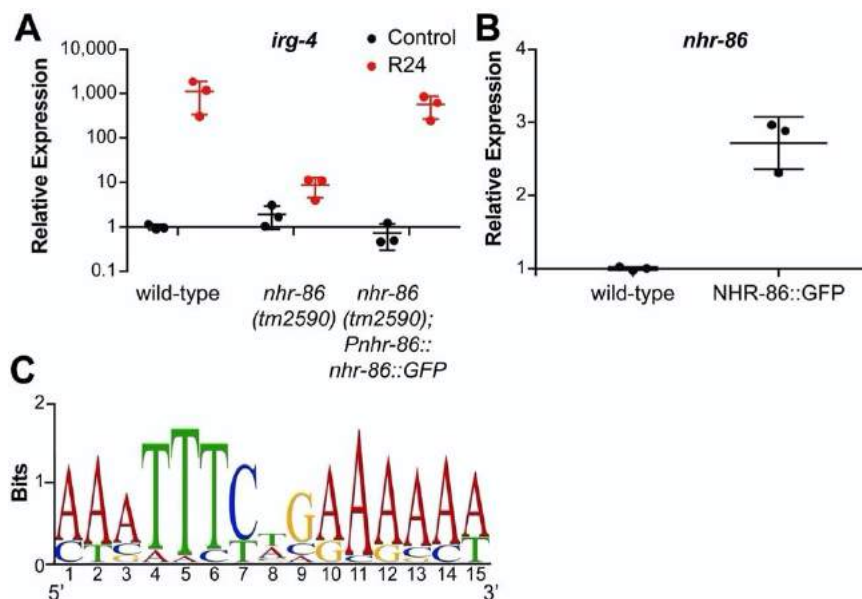 A
irg-4
Control
R24
Relative Expression
10,000
1,000
100
10
1
0.1
wild-type
nhr-86
(tm2590)
nhr-86
(tm2590);
Pnhr-86::
nhr-86::GFP
B
nhr-86
Relative Expression
4
3
2
1
wild-type
NHR-86::GFP
C
Bits
2
1
0
1 2 3 4 5 6 7 8 9 10 11 12 13 14 15
5’ 3’